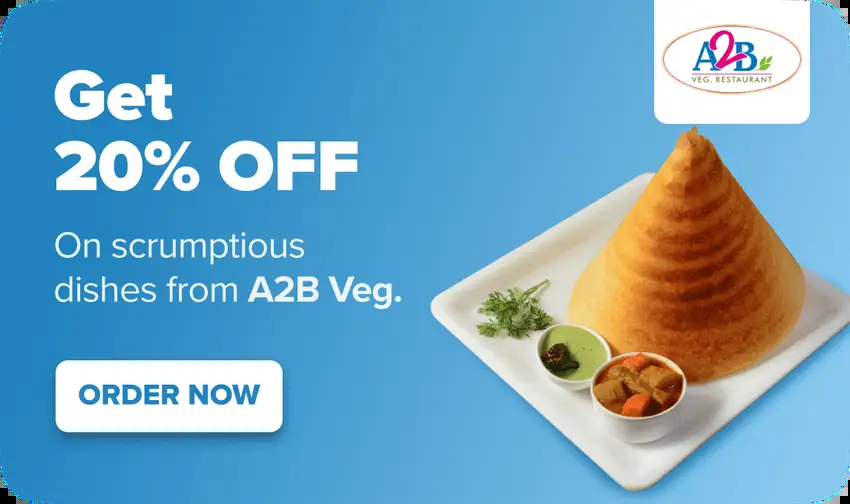 Get
20% OFF
On scrumptious
dishes from A2B Veg.
ORDER NOW
A2B
VEG. RESTAURANT